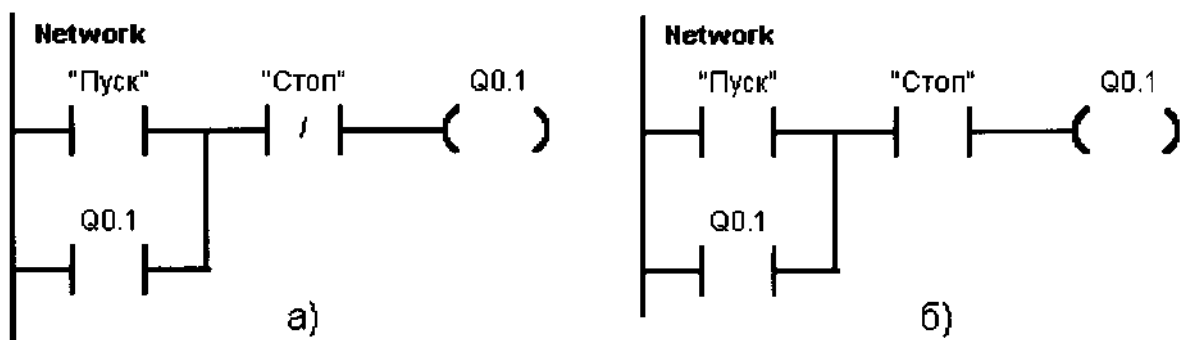 Network
"Пуск" "Стоп" Q0.1
/
Q0.1
а)
Network
"Пуск" "Стоп" Q0.1
Q0.1
б)